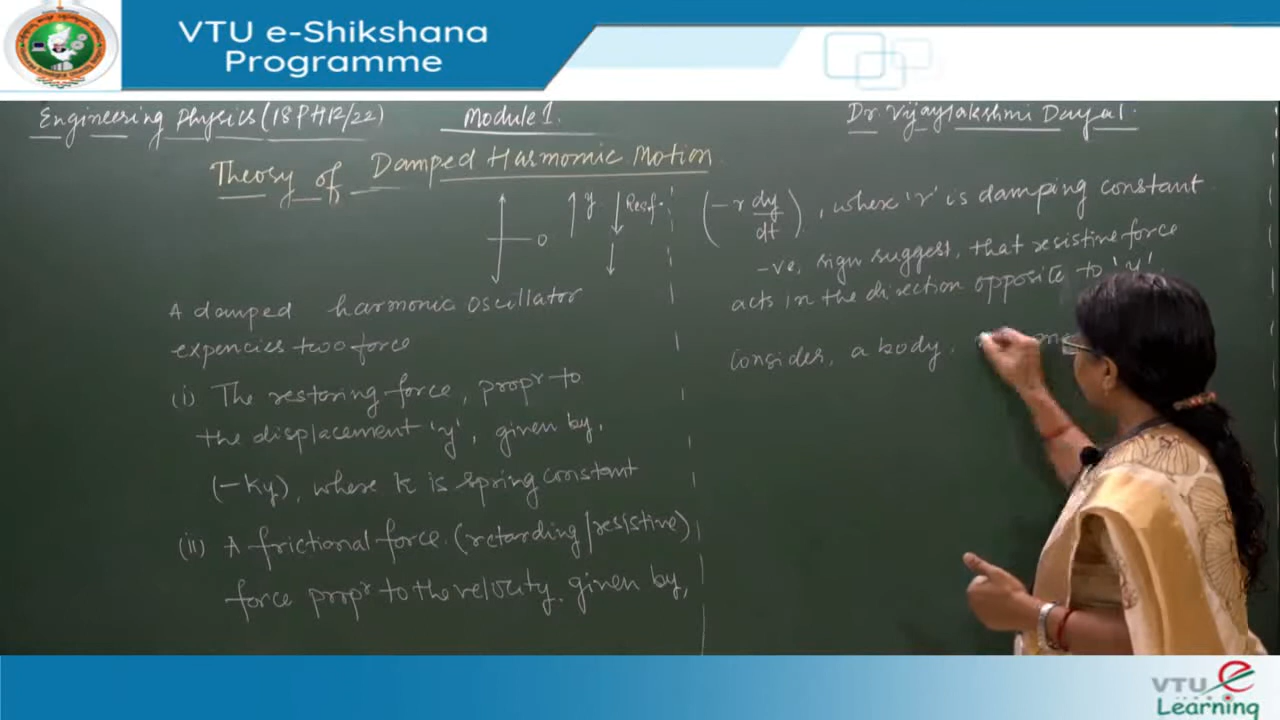 VTU e-Shikshana
Programme
Engineering Physics (18PHY12/22)
Module 1.
Dr. Vijaylakshmi Dayal.
Theory of Damped Harmonic Motion
y
Resf.
O
A damped harmonic oscillator
expencies two force
(i) The restoring force, propr to
the displacement 'y', given by,
(-Ky), where K is spring constant
(ii) A frictional force (retarding/resistive)
force propr to the velocity. given by,
(-r dy/dt), where 'r' is damping constant
-ve, sign suggest, that resistive force
acts in the direction opposite to 'y'.
Consider, a body,
VTU e
Learning